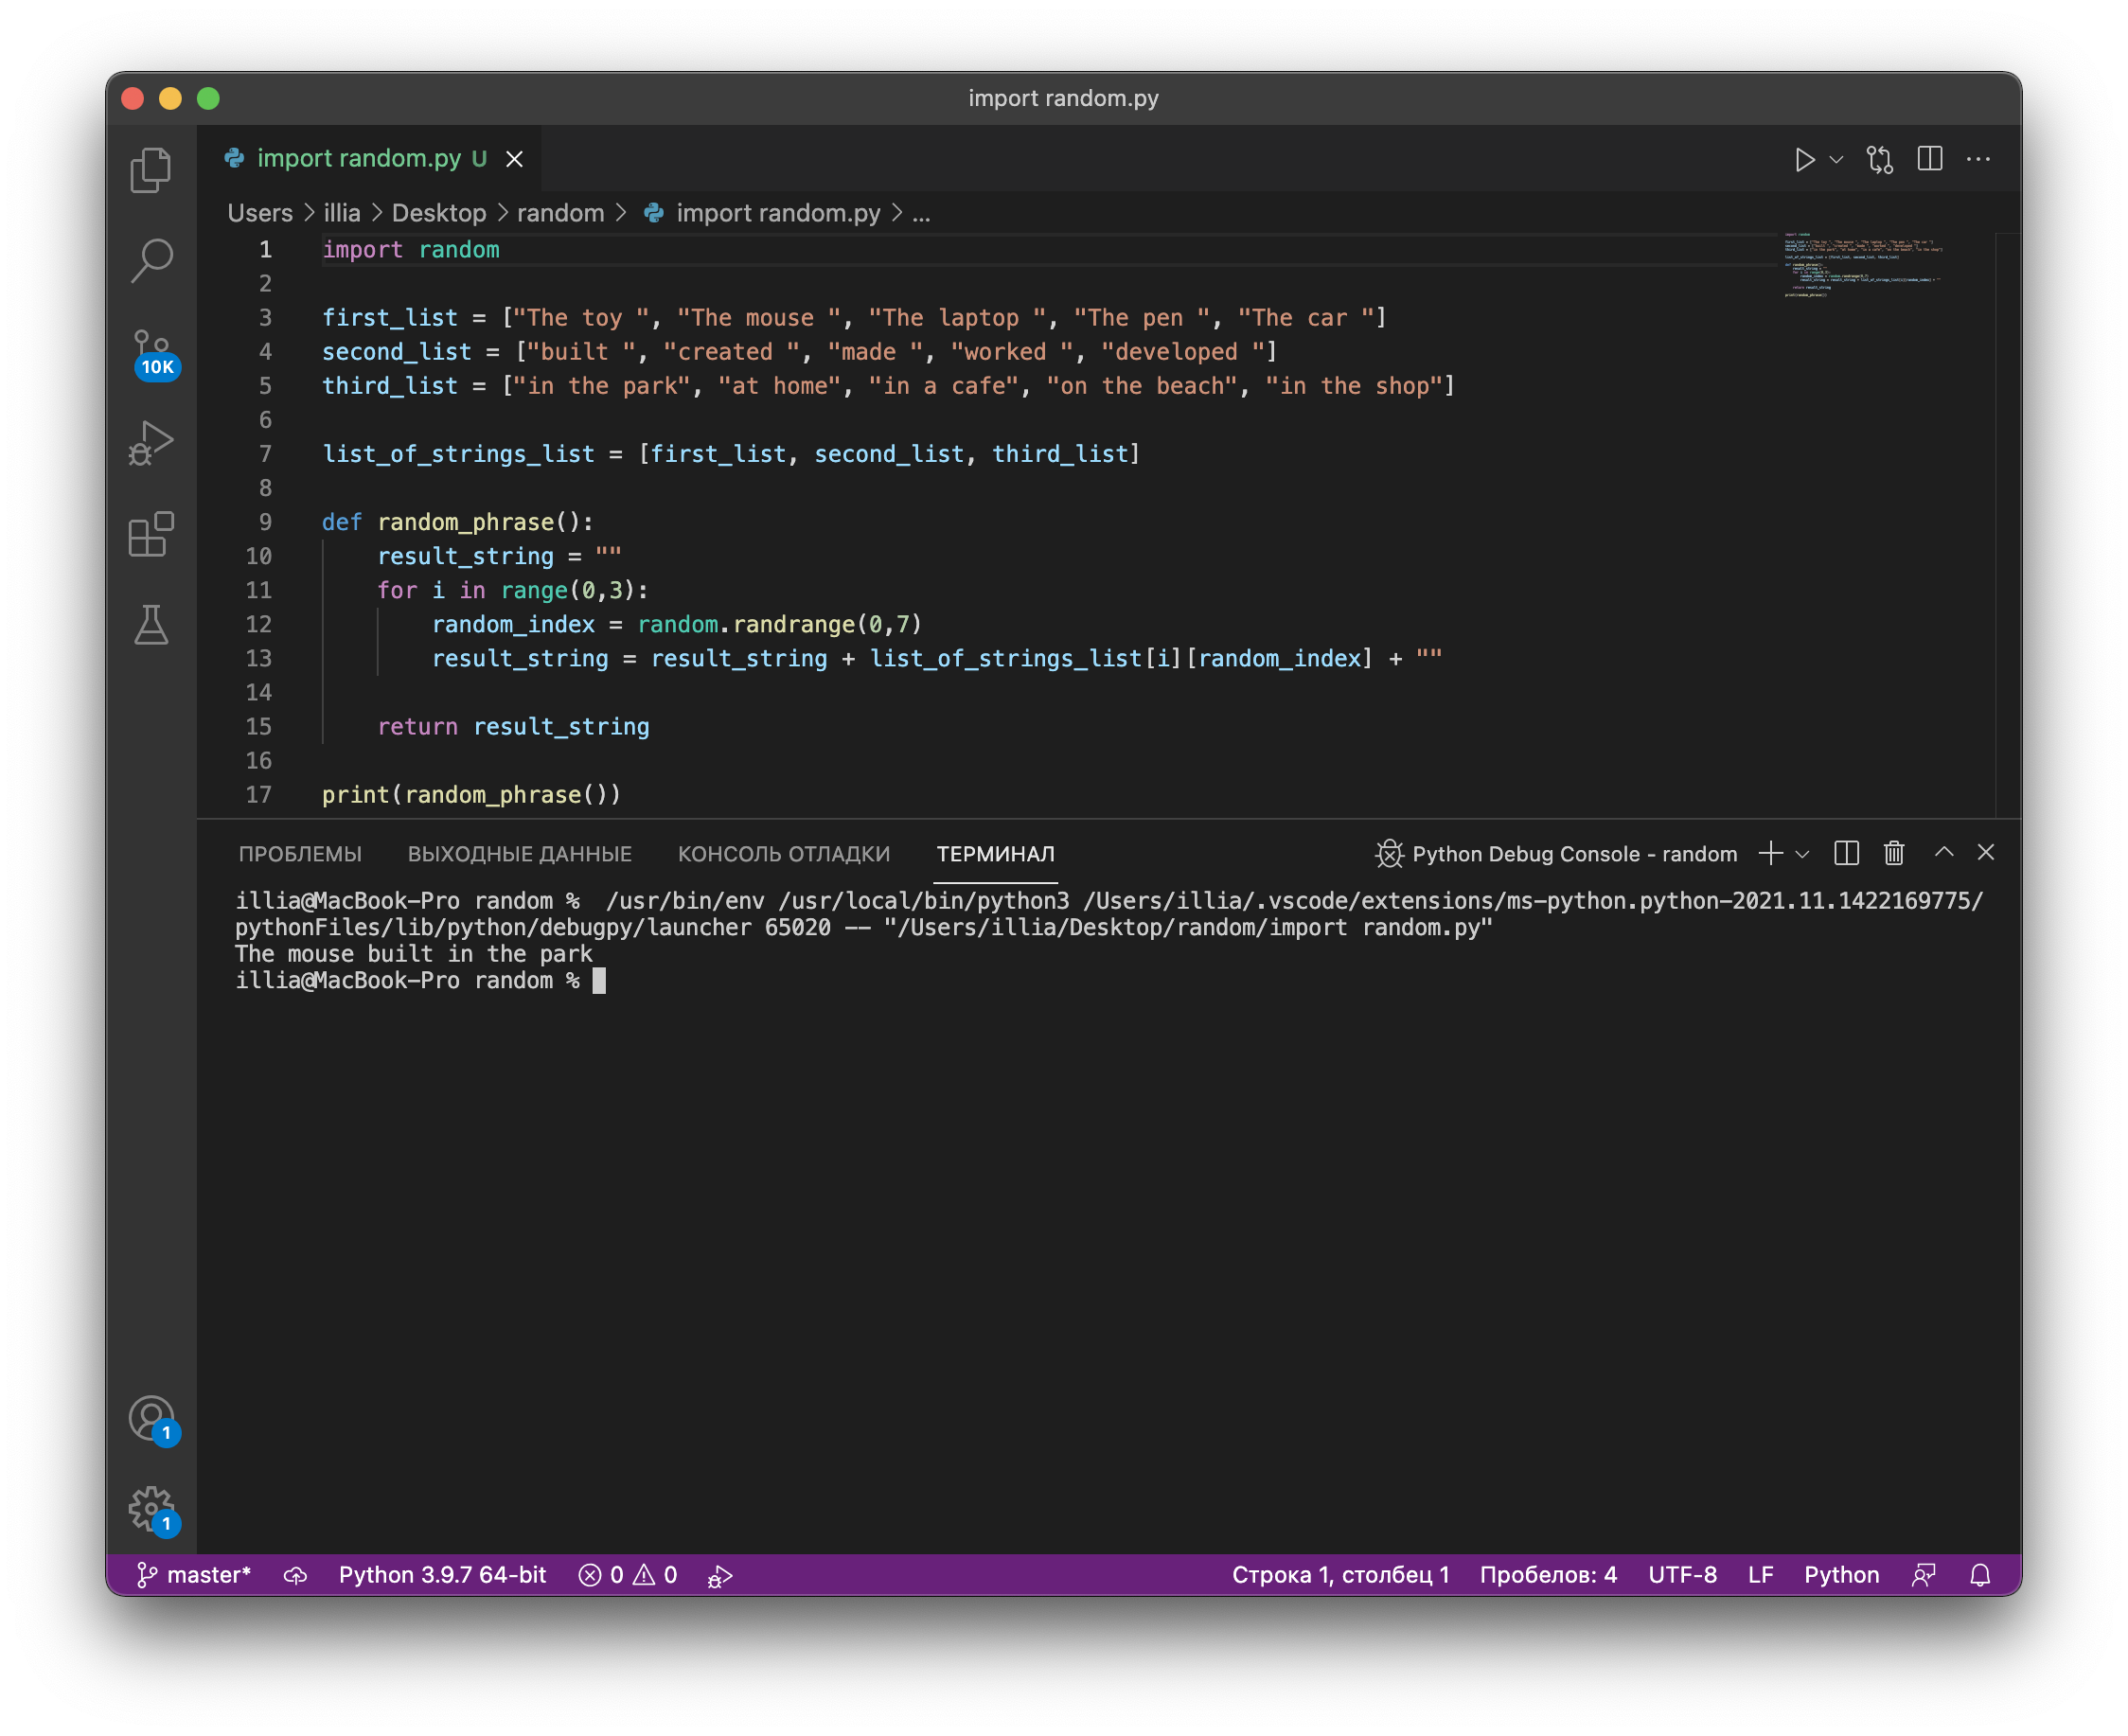 import random.py
import random.py U
Users > illia > Desktop > random > import random.py > ...
1 import random
2
3 first_list = ["The toy ", "The mouse ", "The laptop ", "The pen ", "The car "]
4 second_list = ["built ", "created ", "made ", "worked ", "developed "]
5 third_list = ["in the park", "at home", "in a cafe", "on the beach", "in the shop"]
6
7 list_of_strings_list = [first_list, second_list, third_list]
8
9 def random_phrase():
10     result_string = ""
11     for i in range(0,3):
12         random_index = random.randrange(0,7)
13         result_string = result_string + list_of_strings_list[i][random_index] + ""
14
15     return result_string
16
17 print(random_phrase())
10K
ПРОБЛЕМЫ ВЫХОДНЫЕ ДАННЫЕ КОНСОЛЬ ОТЛАДКИ ТЕРМИНАЛ Python Debug Console - random
illia@MacBook-Pro random %  /usr/bin/env /usr/local/bin/python3 /Users/illia/.vscode/extensions/ms-python.python-2021.11.1422169775/
pythonFiles/lib/python/debugpy/launcher 65020 -- "/Users/illia/Desktop/random/import random.py"
The mouse built in the park
illia@MacBook-Pro random %
1
1
master* Python 3.9.7 64-bit 0 0 Строка 1, столбец 1 Пробелов: 4 UTF-8 LF Python